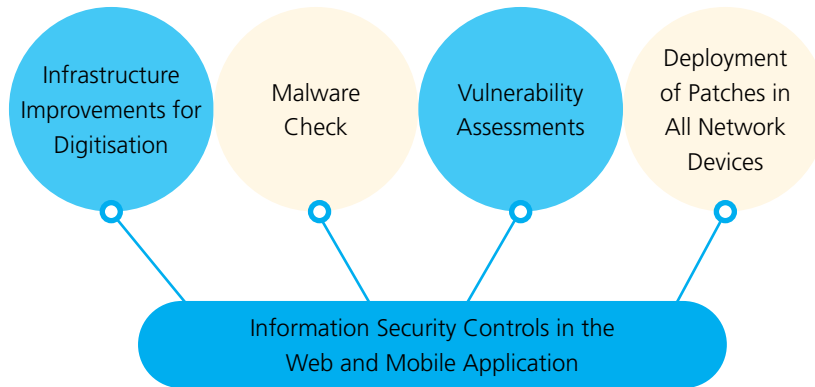 Infrastructure
Improvements for
Digitisation
Malware
Check
Vulnerability
Assessments
Deployment
of Patches in
All Network
Devices
Information Security Controls in the
Web and Mobile Application